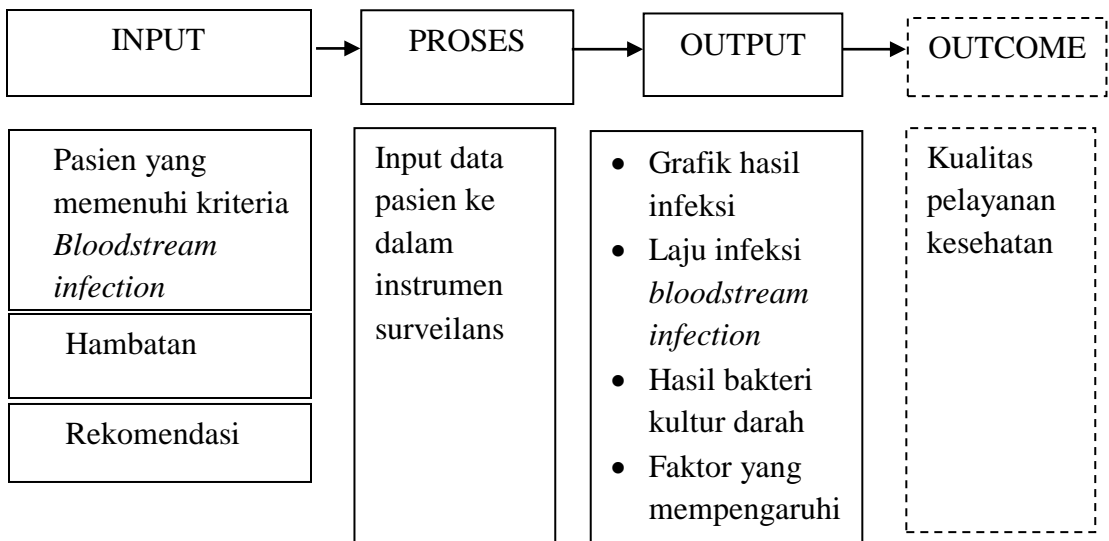 INPUT
PROSES
OUTPUT
OUTCOME
Pasien yang
memenuhi kriteria
Bloodstream
infection
Hambatan
Rekomendasi
Input data
pasien ke
dalam
instrumen
surveilans
• Grafik hasil
infeksi
• Laju infeksi
bloodstream
infection
• Hasil bakteri
kultur darah
• Faktor yang
mempengaruhi
Kualitas
pelayanan
kesehatan